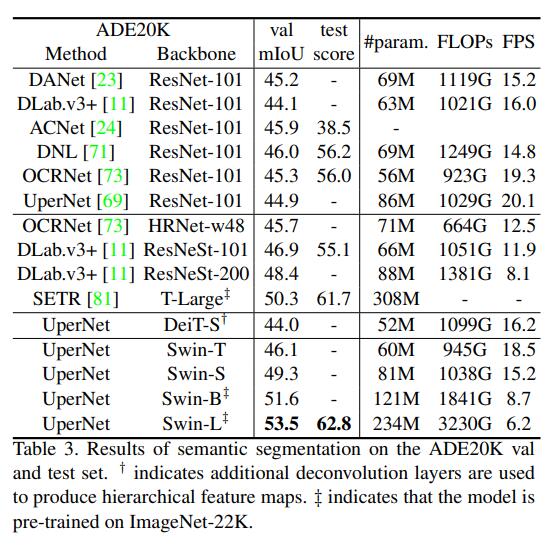 ADE20K val test #param. FLOPs FPS
Method Backbone mIoU score
DANet [23] ResNet-101 45.2 - 69M 1119G 15.2
DLab.v3+ [11] ResNet-101 44.1 - 63M 1021G 16.0
ACNet [24] ResNet-101 45.9 38.5 -
DNL [71] ResNet-101 46.0 56.2 69M 1249G 14.8
OCRNet [73] ResNet-101 45.3 56.0 56M 923G 19.3
UperNet [69] ResNet-101 44.9 - 86M 1029G 20.1
OCRNet [73] HRNet-w48 45.7 - 71M 664G 12.5
DLab.v3+ [11] ResNeSt-101 46.9 55.1 66M 1051G 11.9
DLab.v3+ [11] ResNeSt-200 48.4 - 88M 1381G 8.1
SETR [81] T-Large‡ 50.3 61.7 308M - -
UperNet DeiT-S† 44.0 - 52M 1099G 16.2
UperNet Swin-T 46.1 - 60M 945G 18.5
UperNet Swin-S 49.3 - 81M 1038G 15.2
UperNet Swin-B‡ 51.6 - 121M 1841G 8.7
UperNet Swin-L‡ 53.5 62.8 234M 3230G 6.2
Table 3. Results of semantic segmentation on the ADE20K val
and test set. † indicates additional deconvolution layers are used
to produce hierarchical feature maps. ‡ indicates that the model is
pre-trained on ImageNet-22K.